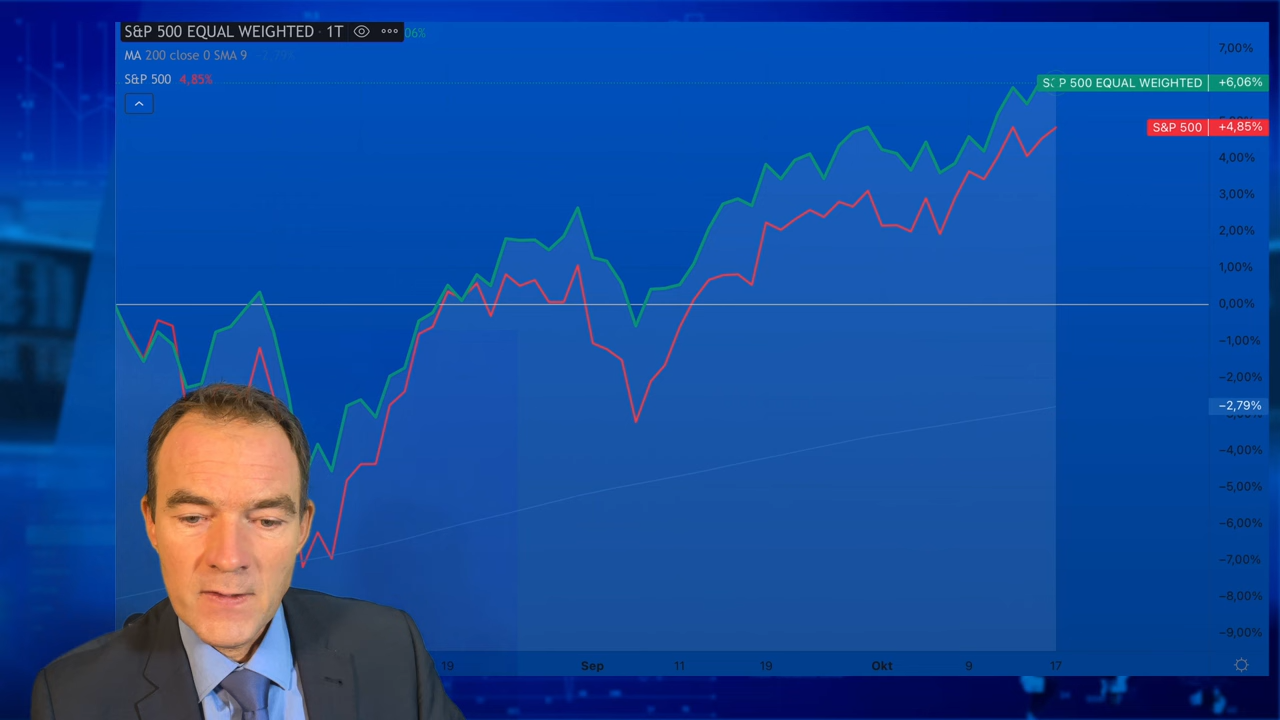 S&P 500 EQUAL WEIGHTED · 1T 06%
MA 200 close 0 SMA 9 −2,79%
S&P 500 4,85%
7,00%
S P 500 EQUAL WEIGHTED +6,06%
S&P 500 +4,85%
4,00%
3,00%
2,00%
1,00%
0,00%
−1,00%
−2,00%
−2,79%
−4,00%
−5,00%
−6,00%
−7,00%
−8,00%
−9,00%
19 Sep 11 19 Okt 9 17